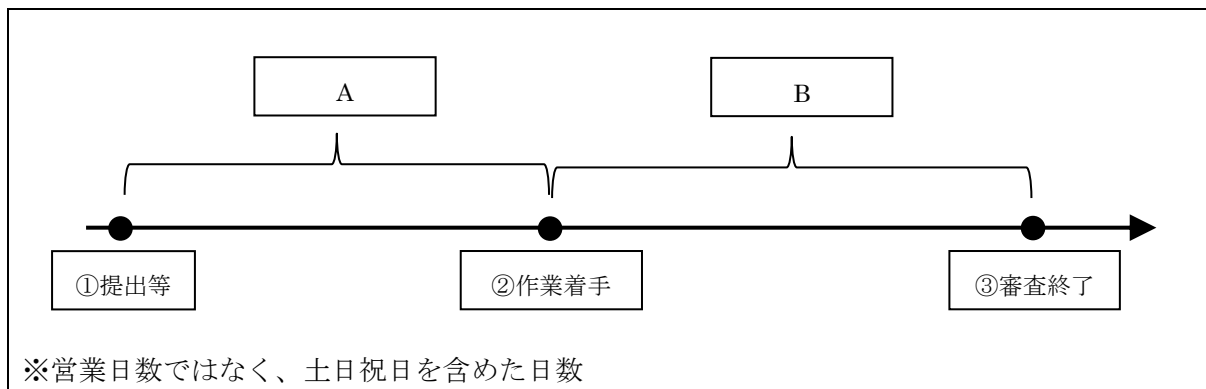 A
B
①提出等
②作業着手
③審査終了
※営業日数ではなく、土日祝日を含めた日数